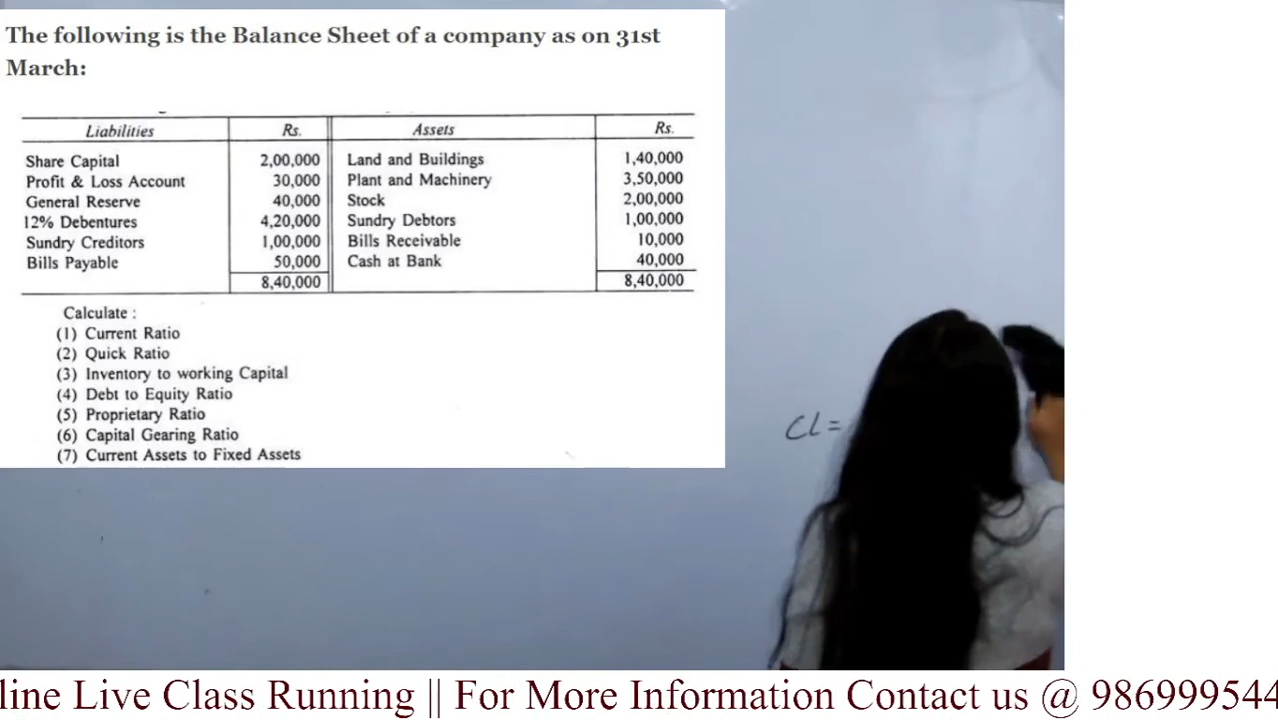 The following is the Balance Sheet of a company as on 31st
March:
Liabilities Rs. Assets Rs.
Share Capital 2,00,000 Land and Buildings 1,40,000
Profit & Loss Account 30,000 Plant and Machinery 3,50,000
General Reserve 40,000 Stock 2,00,000
12% Debentures 4,20,000 Sundry Debtors 1,00,000
Sundry Creditors 1,00,000 Bills Receivable 10,000
Bills Payable 50,000 Cash at Bank 40,000
8,40,000 8,40,000
Calculate :
(1) Current Ratio
(2) Quick Ratio
(3) Inventory to working Capital
(4) Debt to Equity Ratio
(5) Proprietary Ratio
(6) Capital Gearing Ratio
(7) Current Assets to Fixed Assets
CL =
line Live Class Running || For More Information Contact us @ 986999544